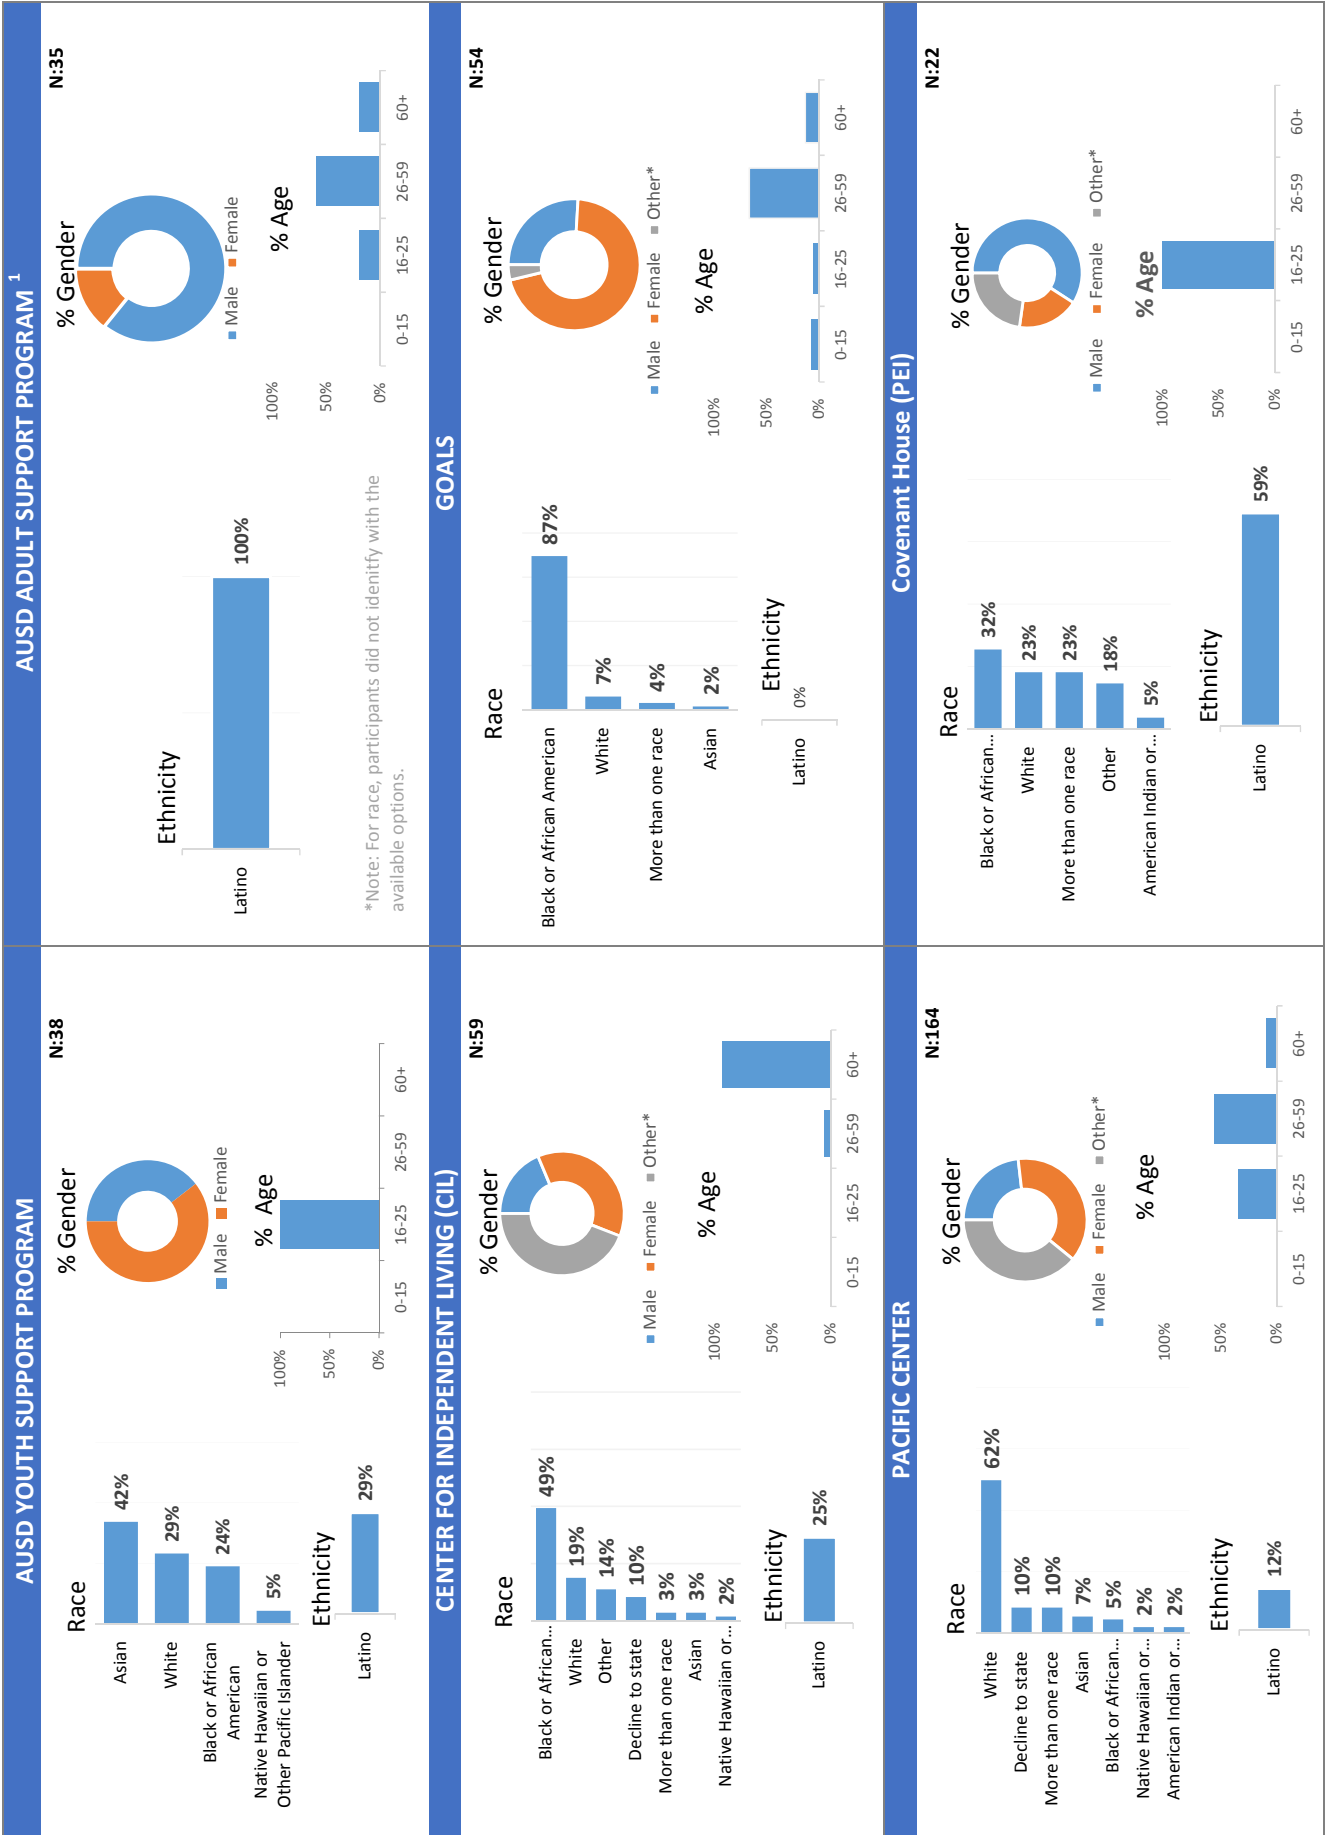 AUSD YOUTH SUPPORT PROGRAM
N:38
Race
Asian
42%
White
29%
Black or African
American
24%
Native Hawaiian or
Other Pacific Islander
5%
Ethnicity
Latino
29%
% Gender
Male
Female
% Age
100%
50%
0%
0-15
16-25
26-59
60+
AUSD ADULT SUPPORT PROGRAM 1
N:35
Ethnicity
Latino
100%
*Note: For race, participants did not idenitfy with the
available options.
% Gender
Male
Female
% Age
100%
50%
0%
0-15
16-25
26-59
60+
CENTER FOR INDEPENDENT LIVING (CIL)
N:59
Race
Black or African...
49%
White
19%
Other
14%
Decline to state
10%
More than one race
3%
Asian
3%
Native Hawaiian or...
2%
Ethnicity
Latino
25%
% Gender
Male
Female
Other*
% Age
100%
50%
0%
0-15
16-25
26-59
60+
GOALS
N:54
Race
Black or African American
87%
White
7%
More than one race
4%
Asian
2%
Ethnicity
Latino
0%
% Gender
Male
Female
Other*
% Age
100%
50%
0%
0-15
16-25
26-59
60+
PACIFIC CENTER
N:164
Race
White
62%
Decline to state
10%
More than one race
10%
Asian
7%
Black or African...
5%
Native Hawaiian or...
2%
American Indian or...
2%
Ethnicity
Latino
12%
% Gender
Male
Female
Other*
% Age
100%
50%
0%
0-15
16-25
26-59
60+
Covenant House (PEI)
N:22
Race
Black or African...
32%
White
23%
More than one race
23%
Other
18%
American Indian or...
5%
Ethnicity
Latino
59%
% Gender
Male
Female
Other*
% Age
100%
50%
0%
0-15
16-25
26-59
60+